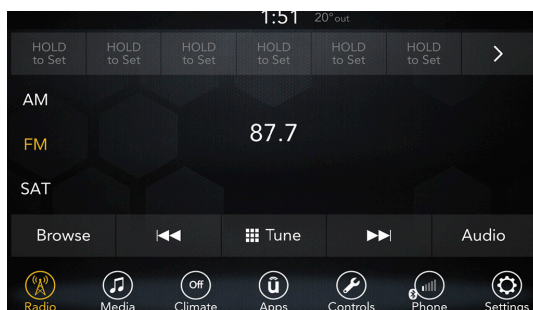 1:51 20° out
HOLD to Set HOLD to Set HOLD to Set HOLD to Set HOLD to Set HOLD to Set
AM
87.7
FM
SAT
Browse Tune Audio
Off û
Radio Media Climate Apps Controls Phone Settings